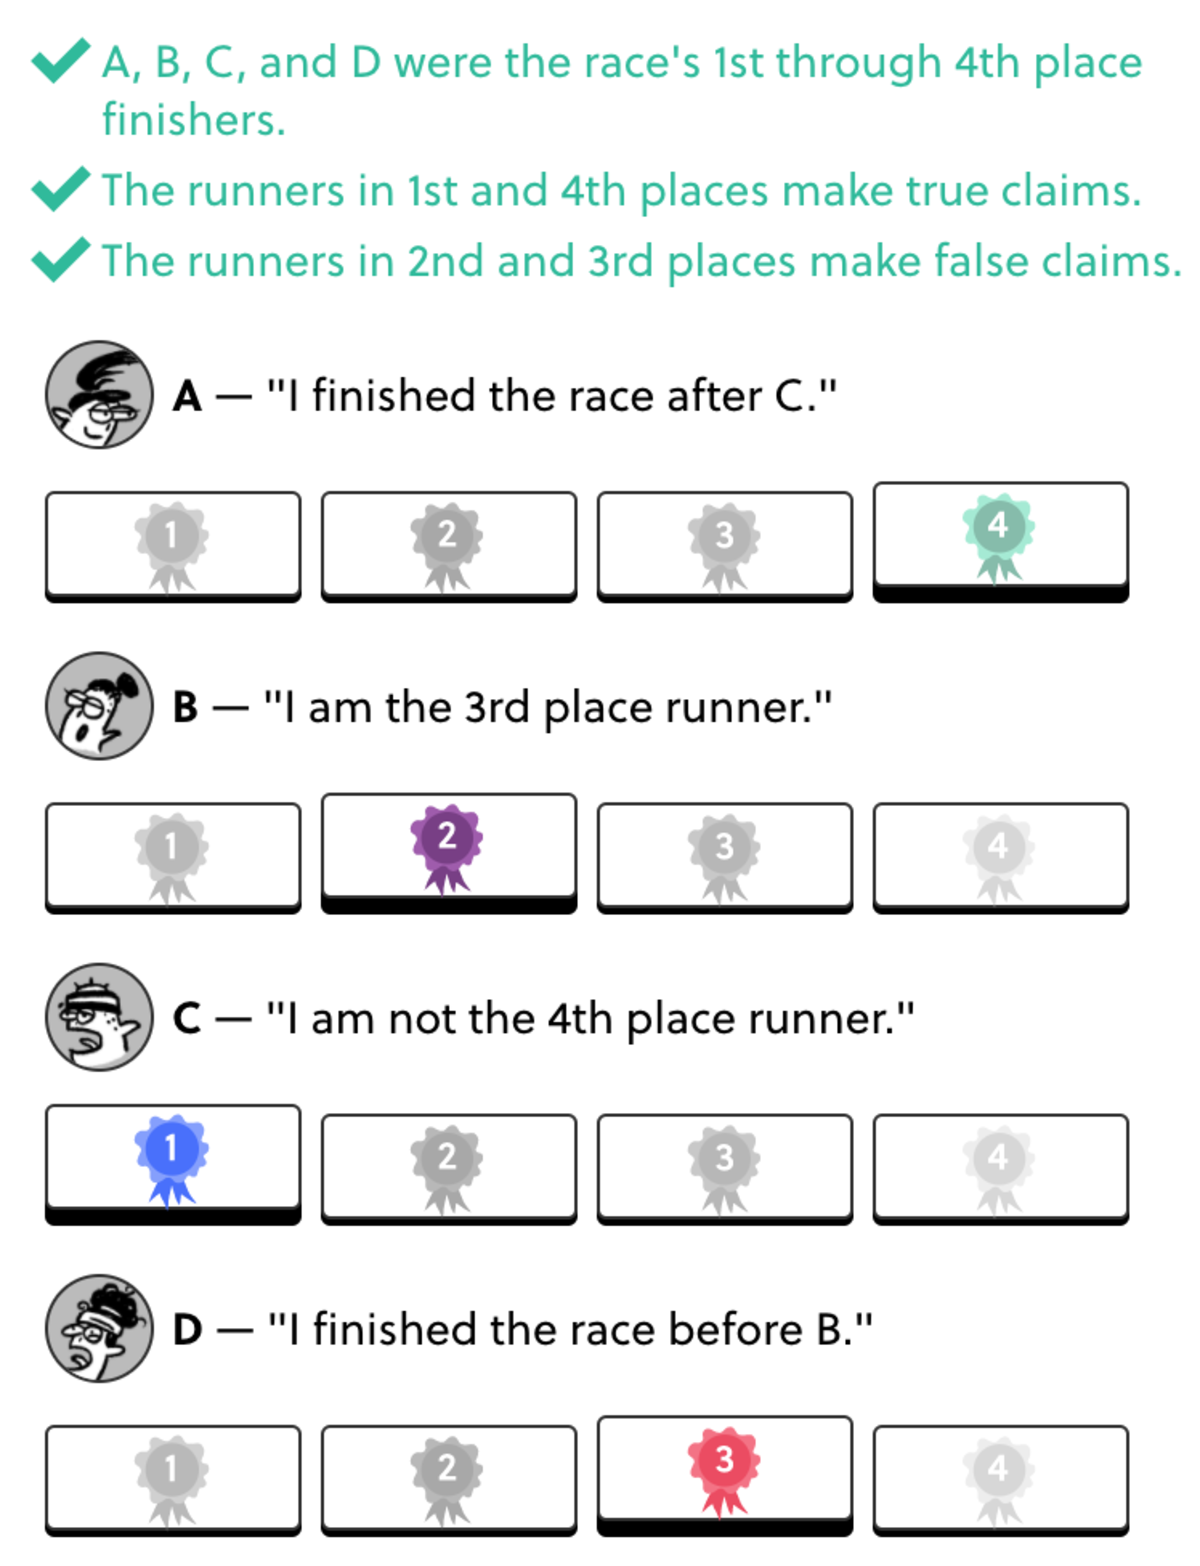 A, B, C, and D were the race's 1st through 4th place
finishers.
The runners in 1st and 4th places make true claims.
The runners in 2nd and 3rd places make false claims.
A — "I finished the race after C."
1 2 3 4
B — "I am the 3rd place runner."
1 2 3 4
C — "I am not the 4th place runner."
1 2 3 4
D — "I finished the race before B."
1 2 3 4